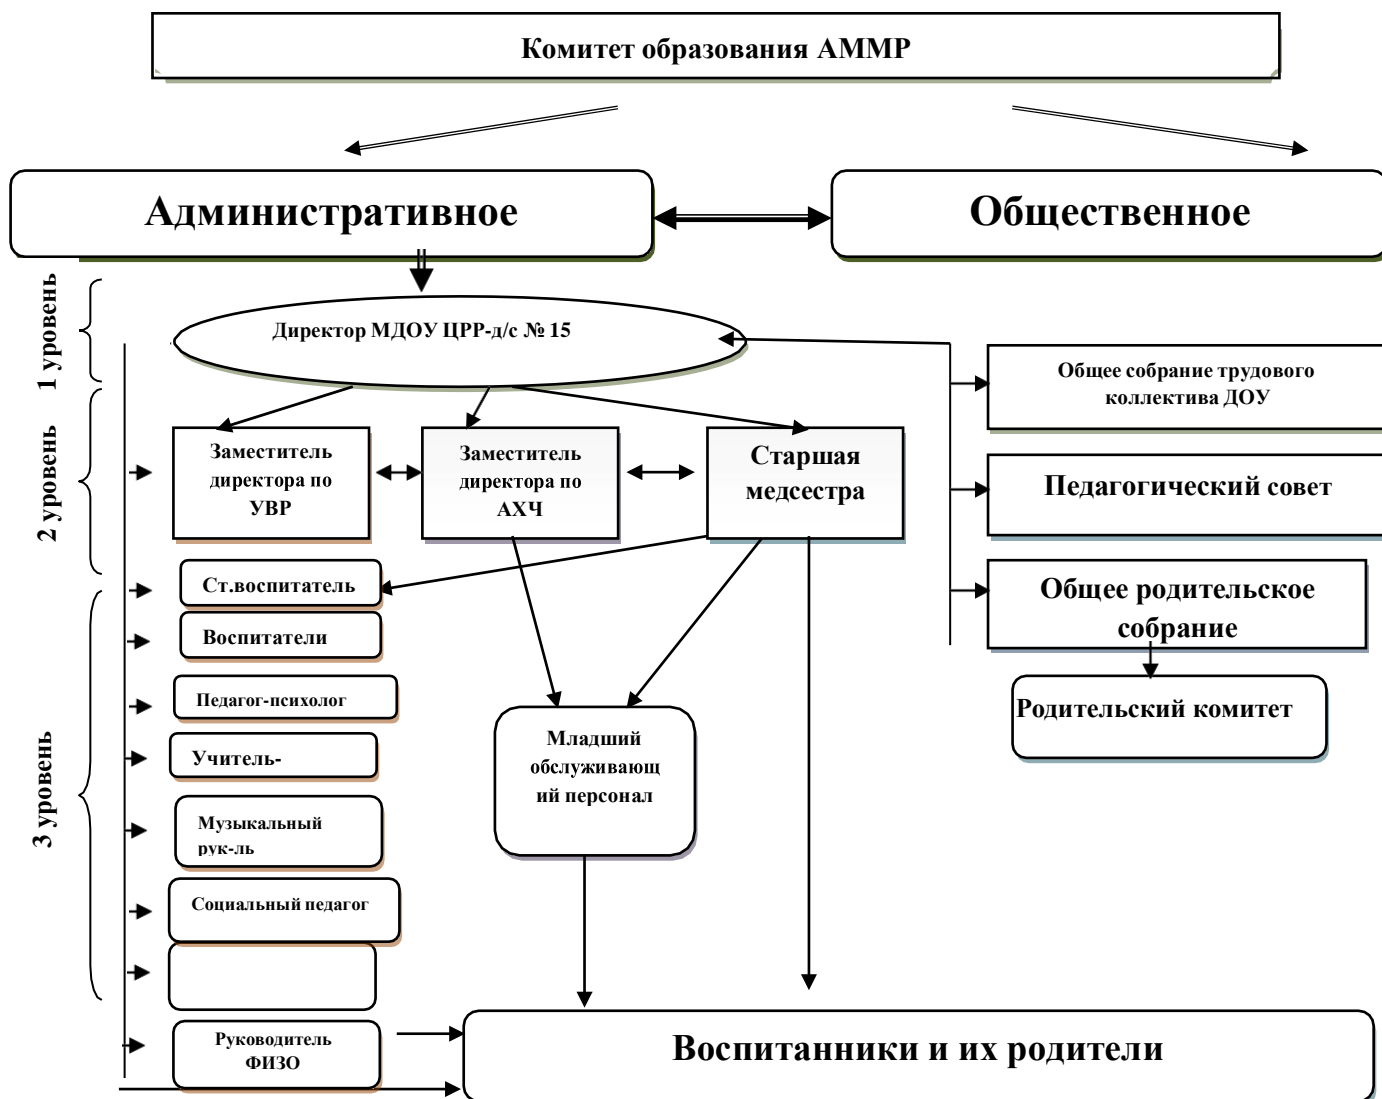 Комитет образования АММР
Административное
Общественное
1 уровень
Директор МДОУ ЦРР-д/с № 15
Общее собрание трудового
коллектива ДОУ
2 уровень
Заместитель
директора по
УВР
Заместитель
директора по
АХЧ
Старшая
медсестра
Педагогический совет
Общее родительское
собрание
Родительский комитет
3 уровень
Ст.воспитатель
Воспитатели
Педагог-психолог
Учитель-
Музыкальный
рук-ль
Социальный педагог
Руководитель
ФИЗО
Младший
обслуживающ
ий персонал
Воспитанники и их родители